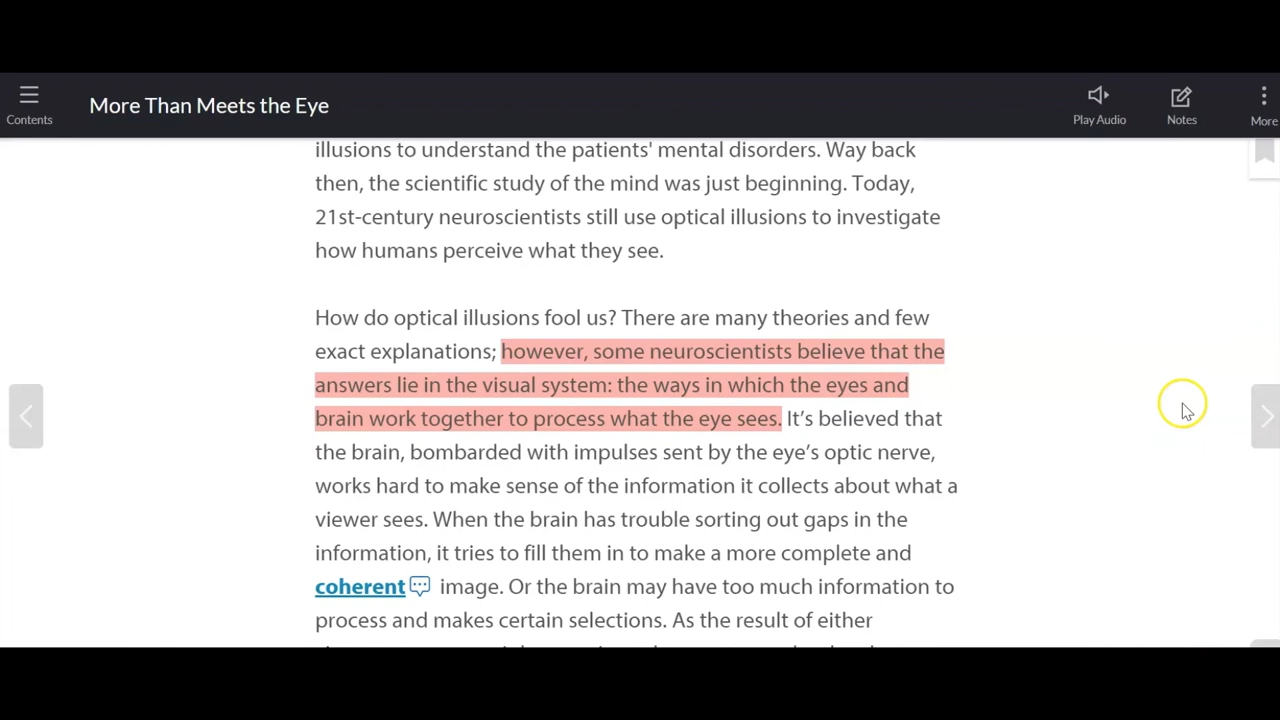 More Than Meets the Eye
Contents
Play Audio
Notes
More
illusions to understand the patients' mental disorders. Way back
then, the scientific study of the mind was just beginning. Today,
21st-century neuroscientists still use optical illusions to investigate
how humans perceive what they see.
How do optical illusions fool us? There are many theories and few
exact explanations; however, some neuroscientists believe that the
answers lie in the visual system: the ways in which the eyes and
brain work together to process what the eye sees. It’s believed that
the brain, bombarded with impulses sent by the eye’s optic nerve,
works hard to make sense of the information it collects about what a
viewer sees. When the brain has trouble sorting out gaps in the
information, it tries to fill them in to make a more complete and
coherent image. Or the brain may have too much information to
process and makes certain selections. As the result of either